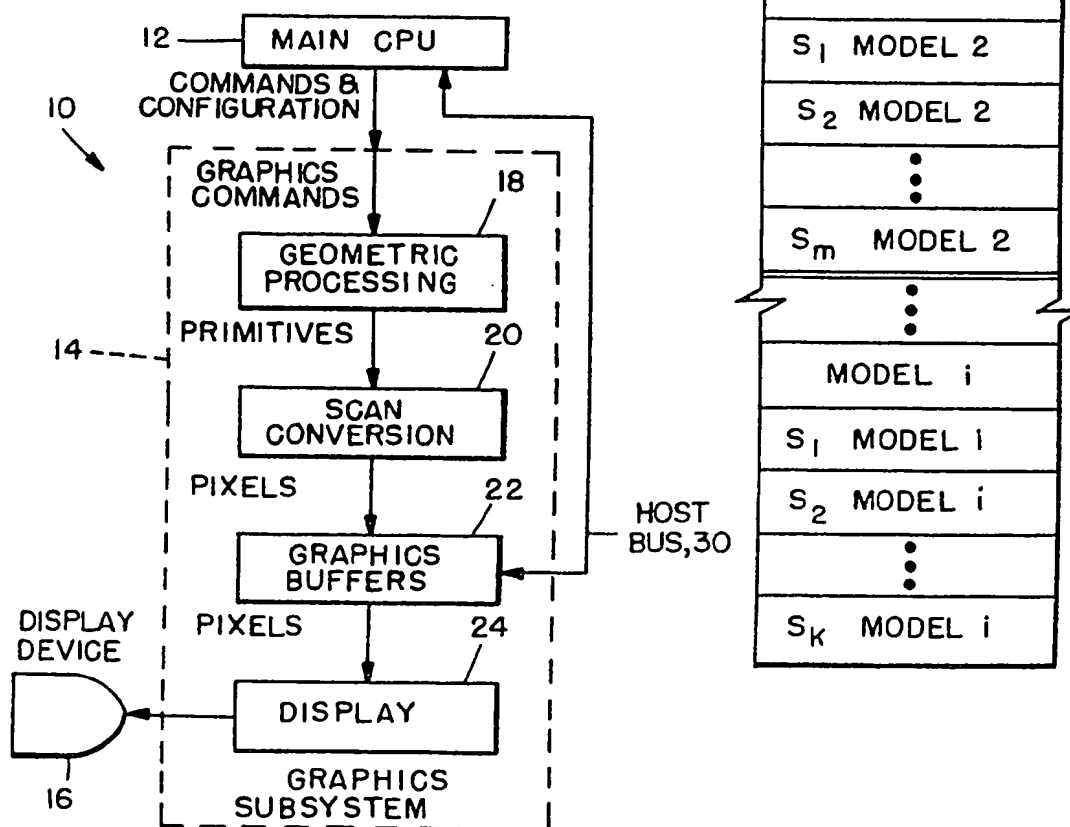 12
MAIN CPU
COMMANDS &
CONFIGURATION
10
GRAPHICS
COMMANDS
18
GEOMETRIC
PROCESSING
PRIMITIVES
20
14
SCAN
CONVERSION
PIXELS
22
GRAPHICS
BUFFERS
HOST
BUS,30
PIXELS
24
DISPLAY
DEVICE
DISPLAY
16
GRAPHICS
SUBSYSTEM
S1 MODEL 2
S2 MODEL 2
Sm MODEL 2
MODEL i
S1 MODEL i
S2 MODEL i
Sk MODEL i